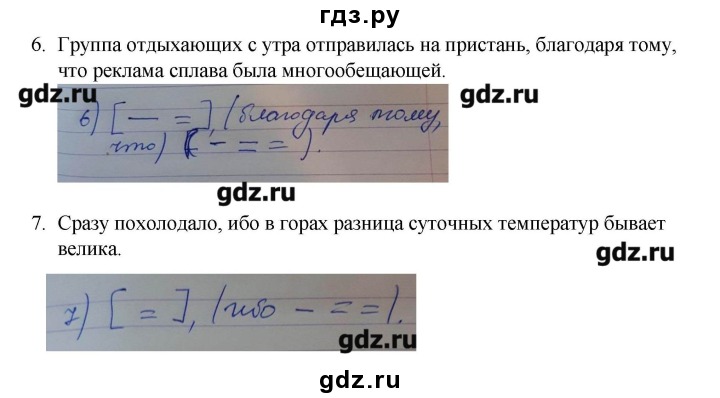 гдз.ру
6. Группа отдыхающих с утра отправилась на пристань, благодаря тому,
что реклама сплава была многообещающей.
gdz.ru
gdz.ru
6) [— =], (благодаря тому,
что) ( - = = ).
gdz.ru
7. Сразу похолодало, ибо в горах разница суточных температур бывает
велика.
gdz.ru
7) [ = ], (ибо - = = ).
gdz.ru
gdz.ru